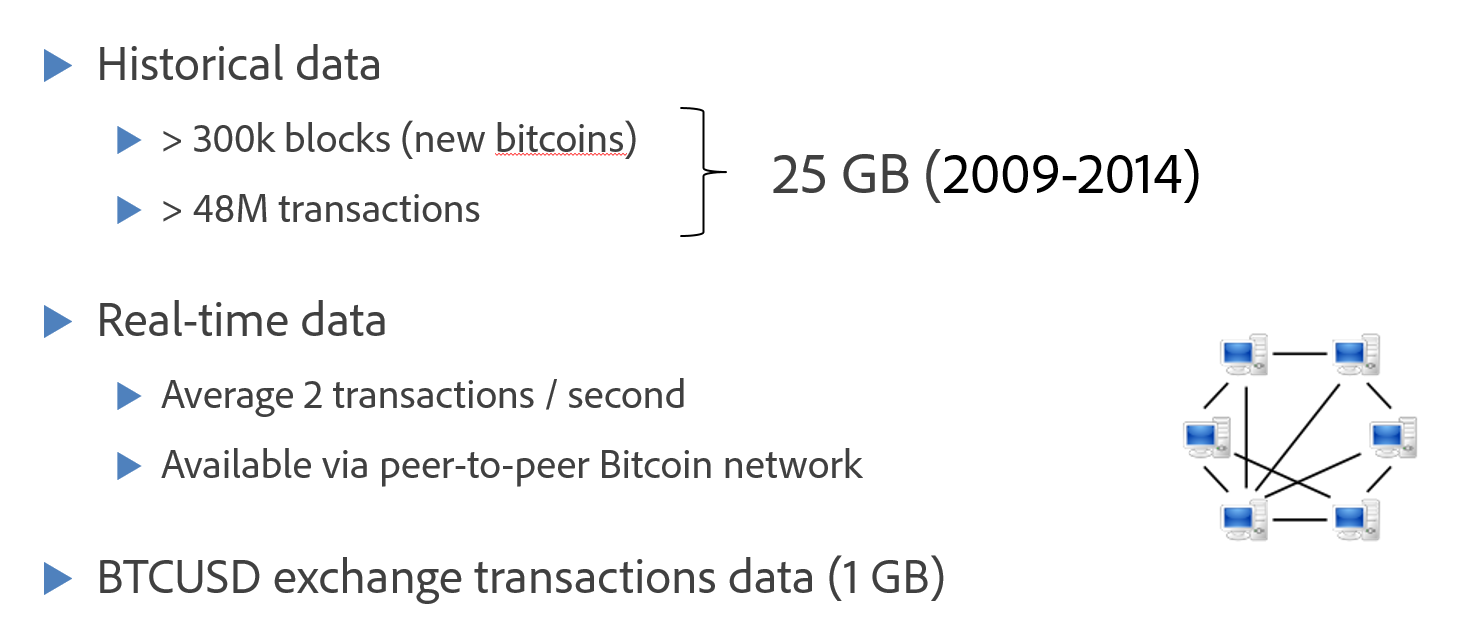 Historical data
> 300k blocks (new bitcoins)
> 48M transactions
25 GB (2009-2014)
Real-time data
Average 2 transactions / second
Available via peer-to-peer Bitcoin network
BTCUSD exchange transactions data (1 GB)